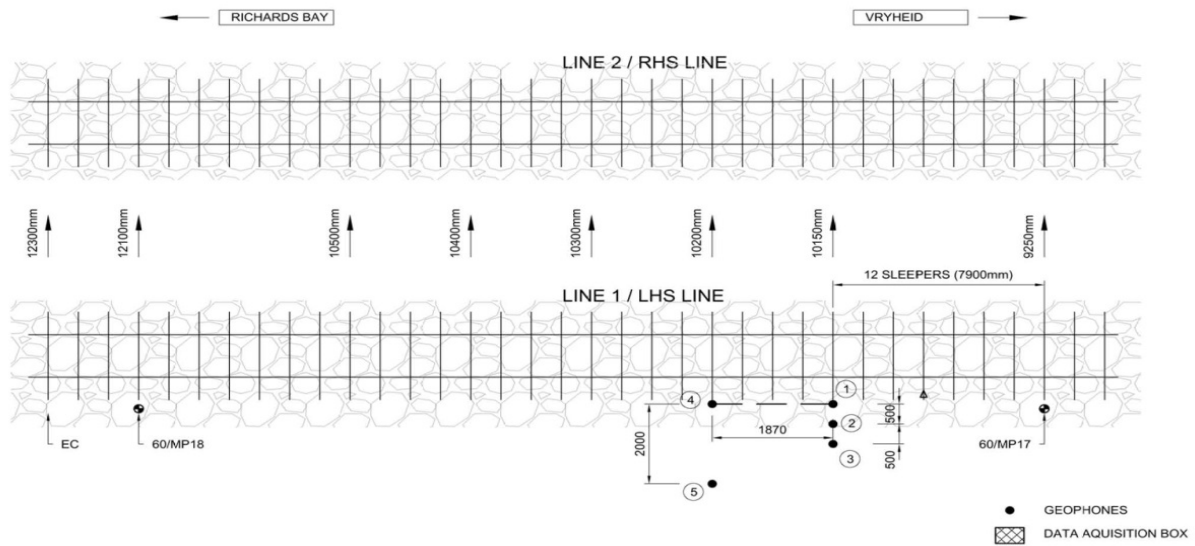 RICHARDS BAY
VRYHEID
LINE 2 / RHS LINE
12300mm
12100mm
10500mm
10400mm
10300mm
10200mm
10150mm
9250mm
12 SLEEPERS (7900mm)
LINE 1 / LHS LINE
1
4
500
2
EC
60/MP18
2000
1870
500
60/MP17
3
5
GEOPHONES
DATA AQUISITION BOX